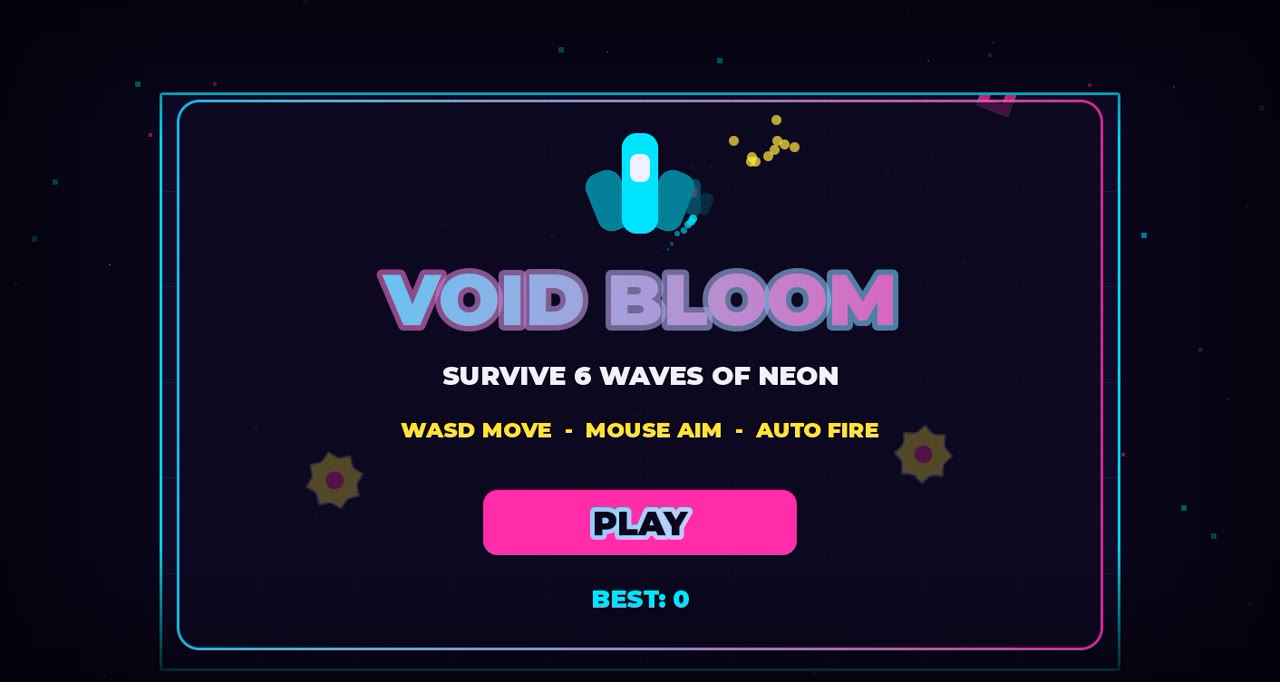 VOID BLOOM
SURVIVE 6 WAVES OF NEON
WASD MOVE - MOUSE AIM - AUTO FIRE
PLAY
BEST: 0